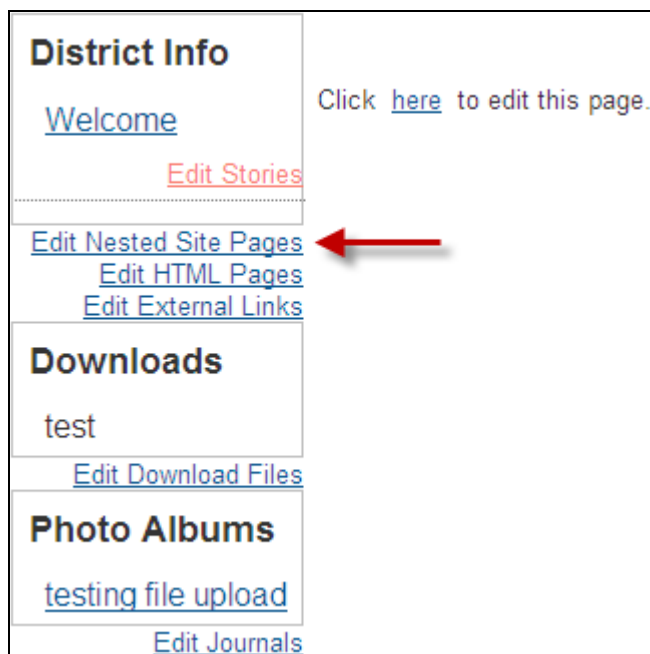 District Info
Welcome
Click here to edit this page.
Edit Stories
Edit Nested Site Pages
Edit HTML Pages
Edit External Links
Downloads
test
Edit Download Files
Photo Albums
testing file upload
Edit Journals